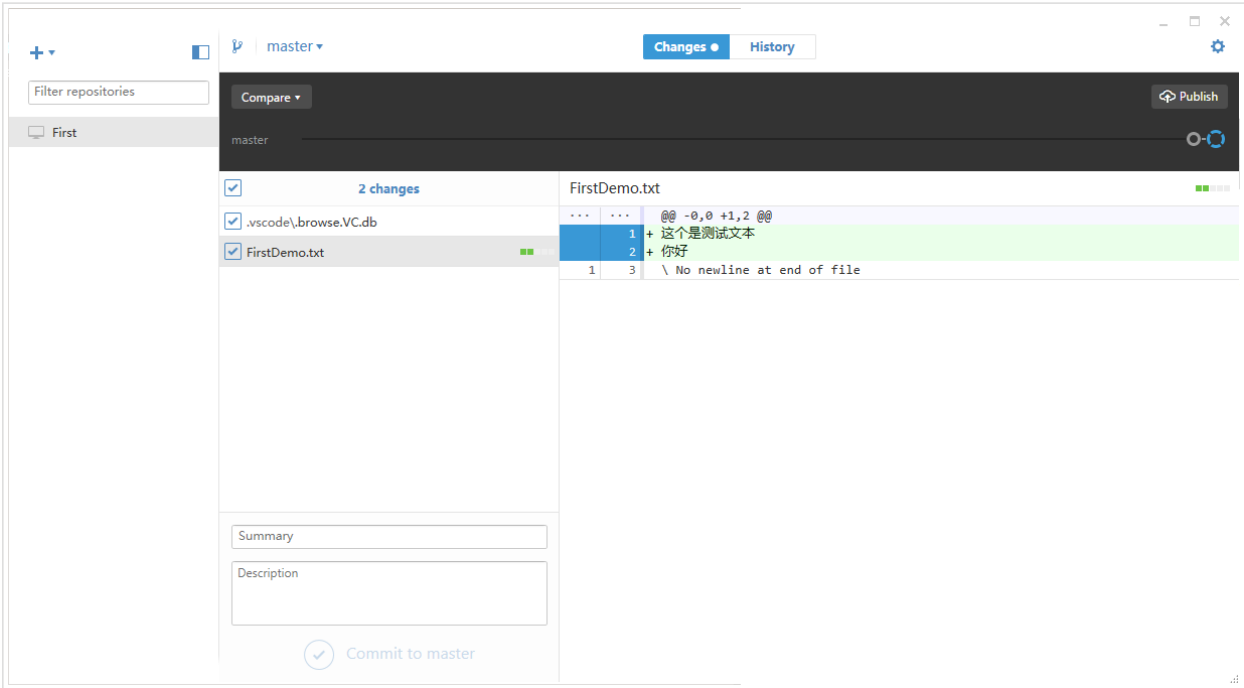 master
Changes
History
Filter repositories
Compare
Publish
First
master
2 changes
FirstDemo.txt
.vscode\.browse.VC.db
FirstDemo.txt
... ... @@ -0,0 +1,2 @@
1 + 这个是测试文本
2 + 你好
1 3 \ No newline at end of file
Summary
Description
Commit to master